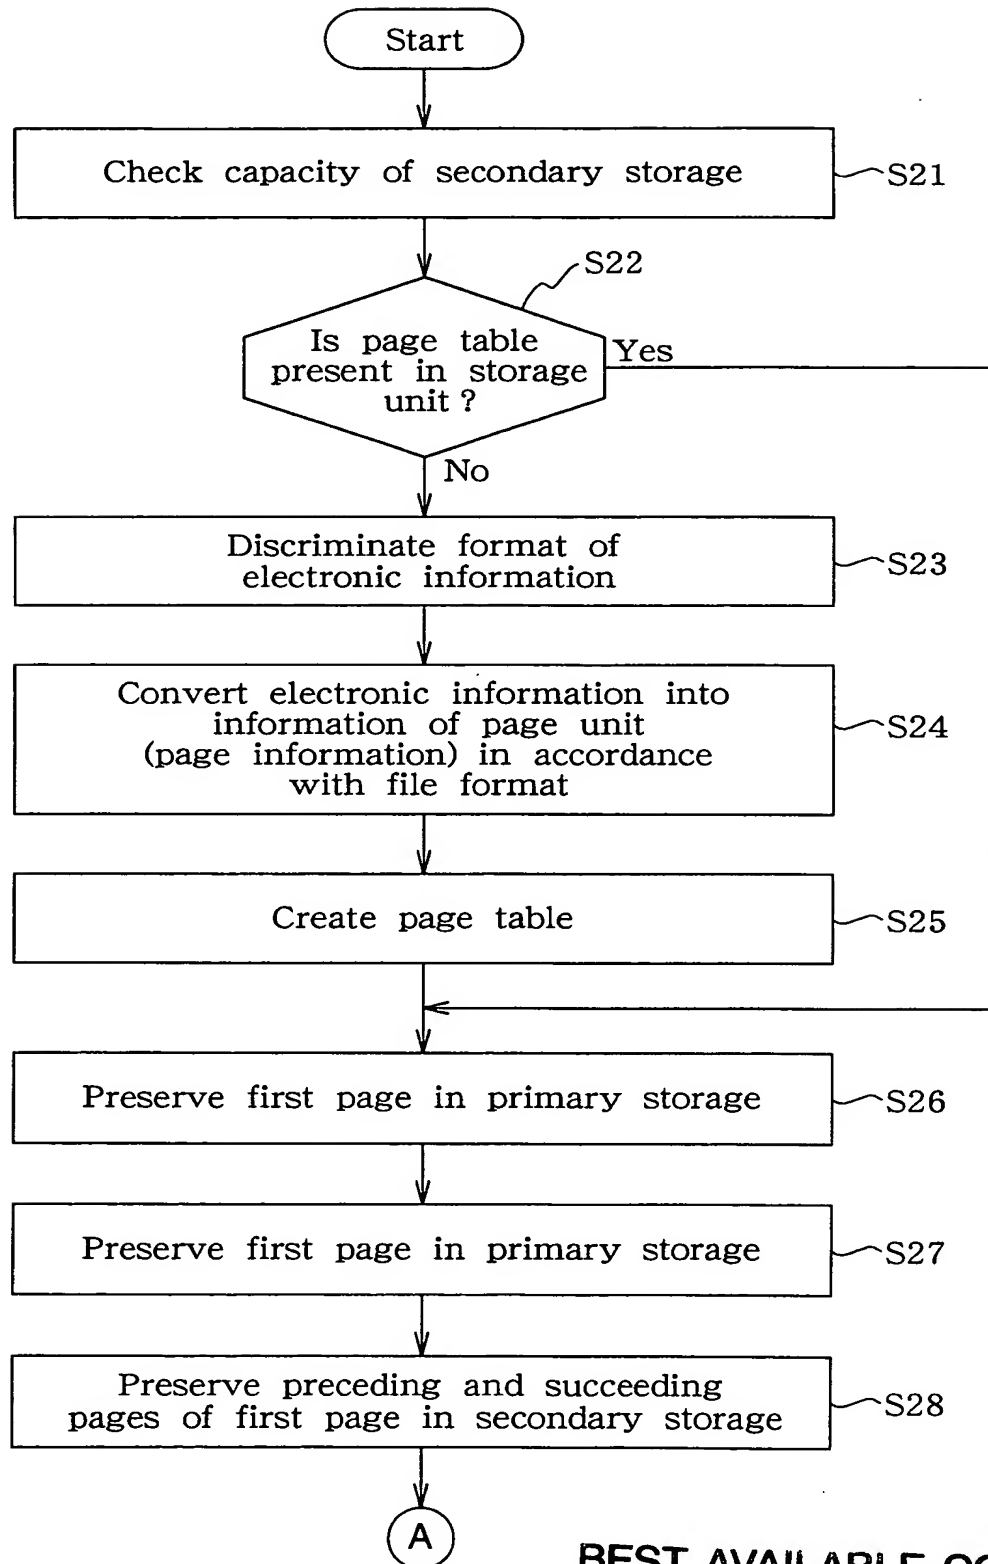 Start
Check capacity of secondary storage
S21
S22
Is page table
present in storage
unit ?
Yes
No
Discriminate format of
electronic information
S23
Convert electronic information into
information of page unit
(page information) in accordance
with file format
S24
Create page table
S25
Preserve first page in primary storage
S26
Preserve first page in primary storage
S27
Preserve preceding and succeeding
pages of first page in secondary storage
S28
A
BEST AVAILABLE CO